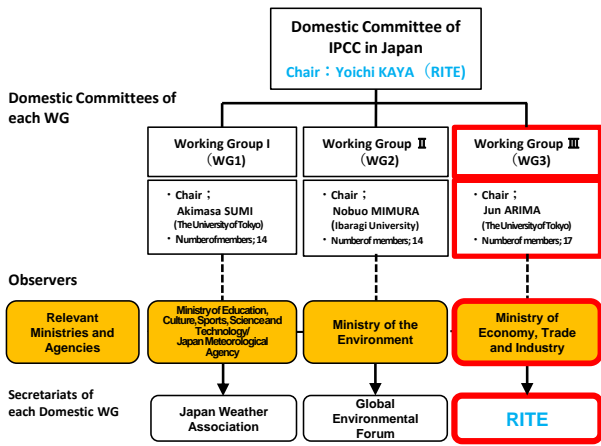 Domestic Committee of
IPCC in Japan
Chair：Yoichi KAYA（RITE）
Domestic Committees of
each WG
Working Group I
（WG1）
Working Group Ⅱ
（WG2）
Working Group Ⅲ
（WG3）
・Chair；
Akimasa SUMI
(The University of Tokyo)
・Number of members; 14
・Chair；
Nobuo MIMURA
(Ibaragi University)
・Number of members; 14
・Chair；
Jun ARIMA
(The University of Tokyo)
・Number of members; 17
Observers
Relevant
Ministries and
Agencies
Ministry of Education,
Culture, Sports, Science and
Technology/
Japan Meteorological
Agency
Ministry of the
Environment
Ministry of
Economy, Trade
and Industry
Secretariats of
each Domestic WG
Japan Weather
Association
Global
Environmental
Forum
RITE